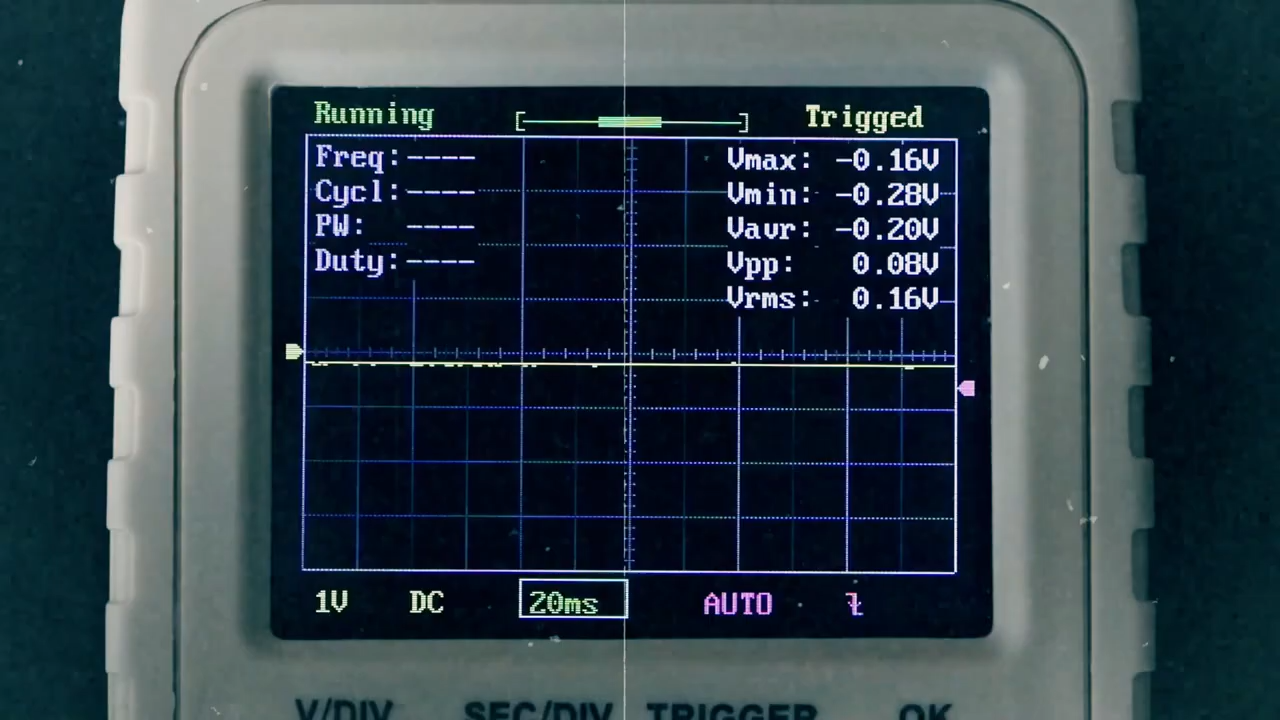 Running Trigged
Freq:---- Vmax: -0.16V
Cycl:---- Vmin: -0.28V
PW: ---- Vavr: -0.20V
Duty:---- Vpp: 0.08V
Vrms: 0.16V
1V DC 20ms AUTO
V/DIV SEC/DIV TRIGGER OK